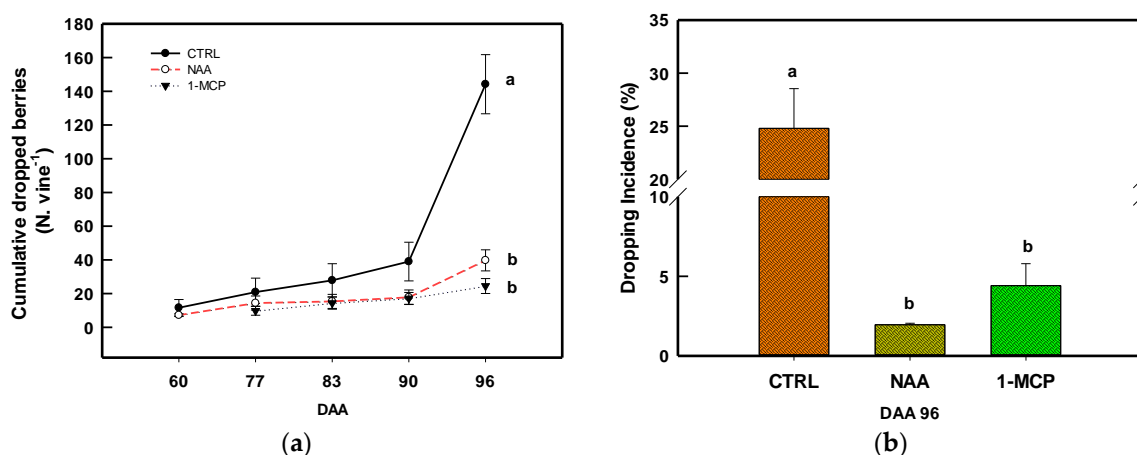 180
160
140
120
100
80
60
40
20
0
Cumulative dropped berries
(N. vine⁻¹)
CTRL
NAA
1-MCP
a
b
b
60 77 83 90 96
DAA
(a)
35
30
25
20
10
5
0
Dropping Incidence (%)
a
b
b
CTRL NAA 1-MCP
DAA 96
(b)